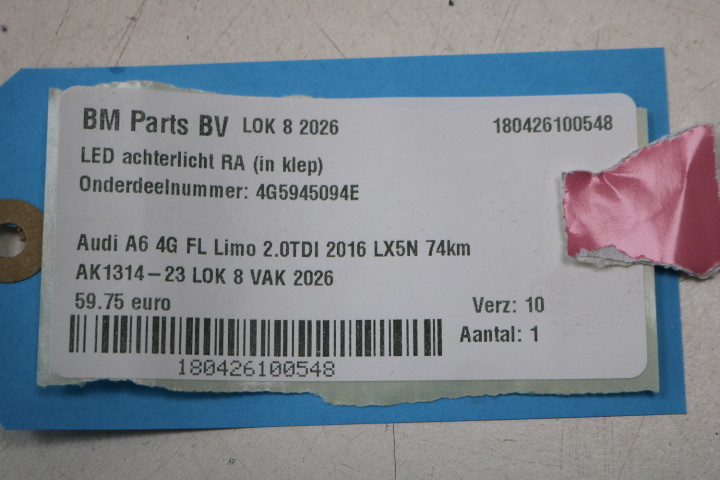 BM Parts BV LOK 8 2026 180426100548
LED achterlicht RA (in klep)
Onderdeelnummer: 4G5945094E
Audi A6 4G FL Limo 2.0TDI 2016 LX5N 74km
AK1314-23 LOK 8 VAK 2026
59.75 euro Verz: 10
Aantal: 1
180426100548